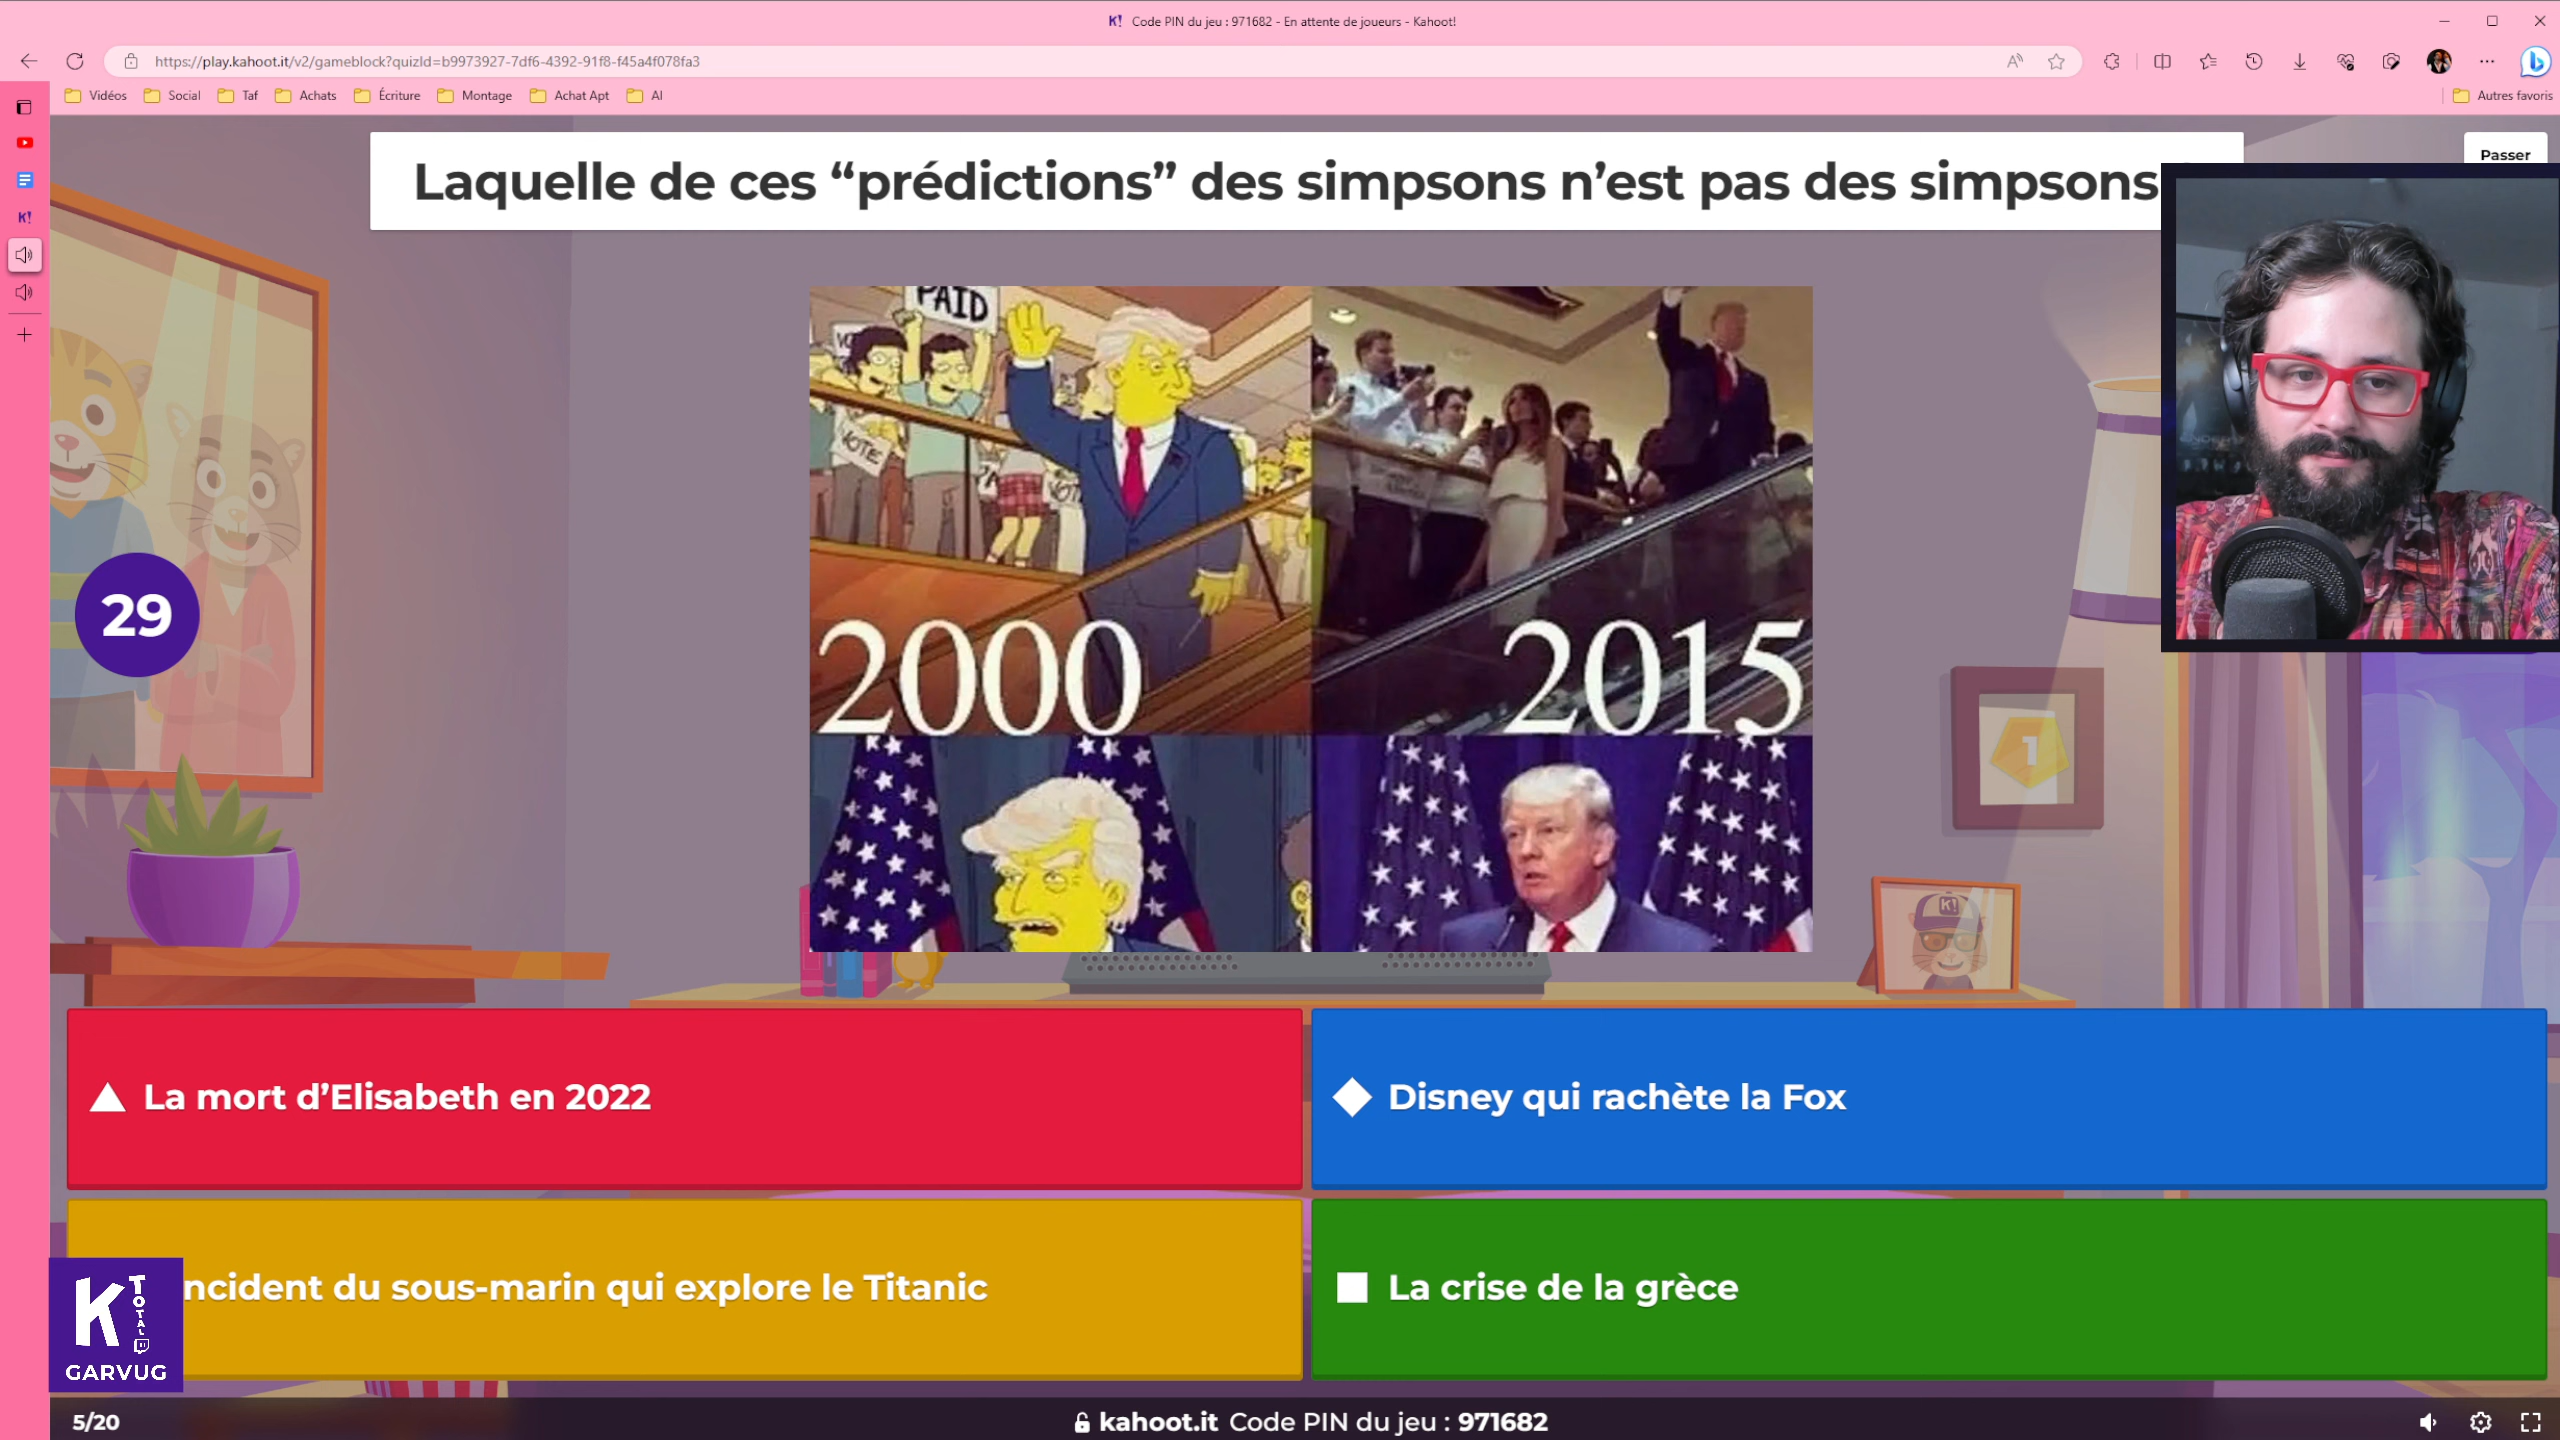 Code PIN du jeu : 971682 - En attente de joueurs - Kahoot!
https://play.kahoot.it/v2/gameblock?quizId=b9973927-7df6-4392-91f8-f45a4f078fa3
Vidéos Social Taf Achats Écriture Montage Achat Apt AI Autres favoris
Laquelle de ces “prédictions” des simpsons n’est pas des simpsons
Passer
PAID
VOTE
29
2000
2015
1
K!
La mort d’Elisabeth en 2022
Disney qui rachète la Fox
ncident du sous-marin qui explore le Titanic
La crise de la grèce
K TOTAL
GARVUG
5/20
kahoot.it Code PIN du jeu : 971682